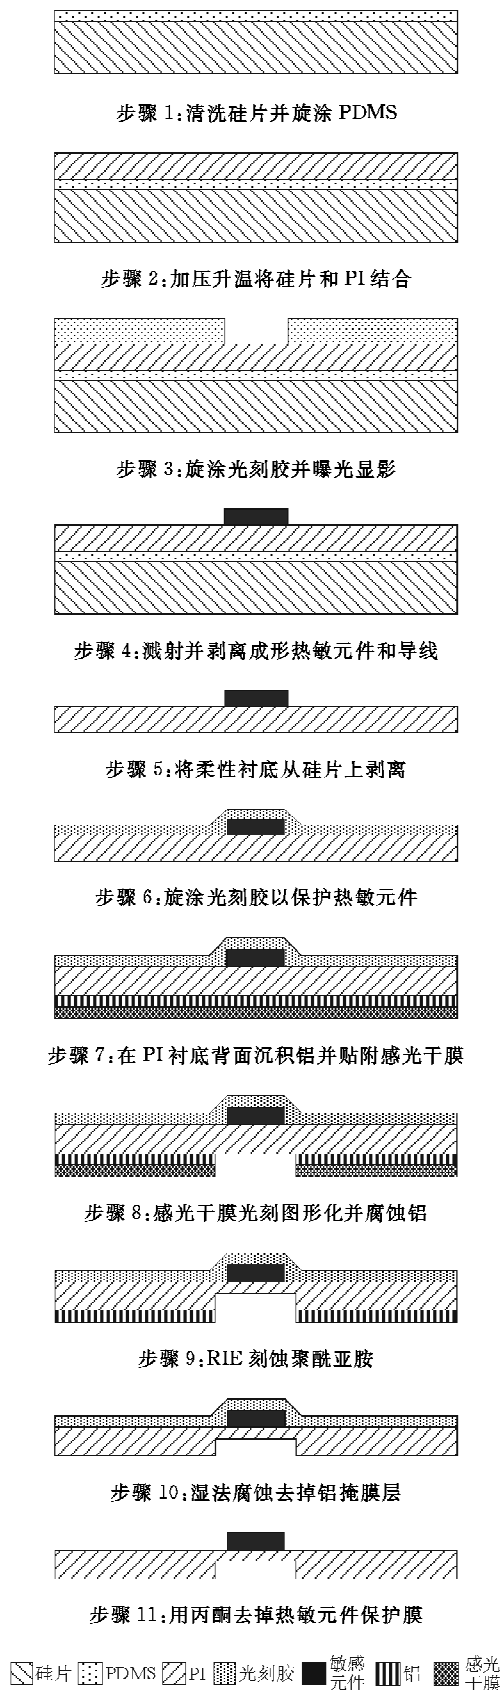 步骤 1:清洗硅片并旋涂 PDMS
步骤 2:加压升温将硅片和 PI 结合
步骤 3:旋涂光刻胶并曝光显影
步骤 4:溅射并剥离成形热敏元件和导线
步骤 5:将柔性衬底从硅片上剥离
步骤 6:旋涂光刻胶以保护热敏元件
步骤 7:在 PI 衬底背面沉积铝并贴附感光干膜
步骤 8:感光干膜光刻图形化并腐蚀铝
步骤 9:RIE 刻蚀聚酰亚胺
步骤 10:湿法腐蚀去掉铝掩膜层
步骤 11:用丙酮去掉热敏元件保护膜
硅片 PDMS PI 光刻胶 敏感元件 铝 感光干膜